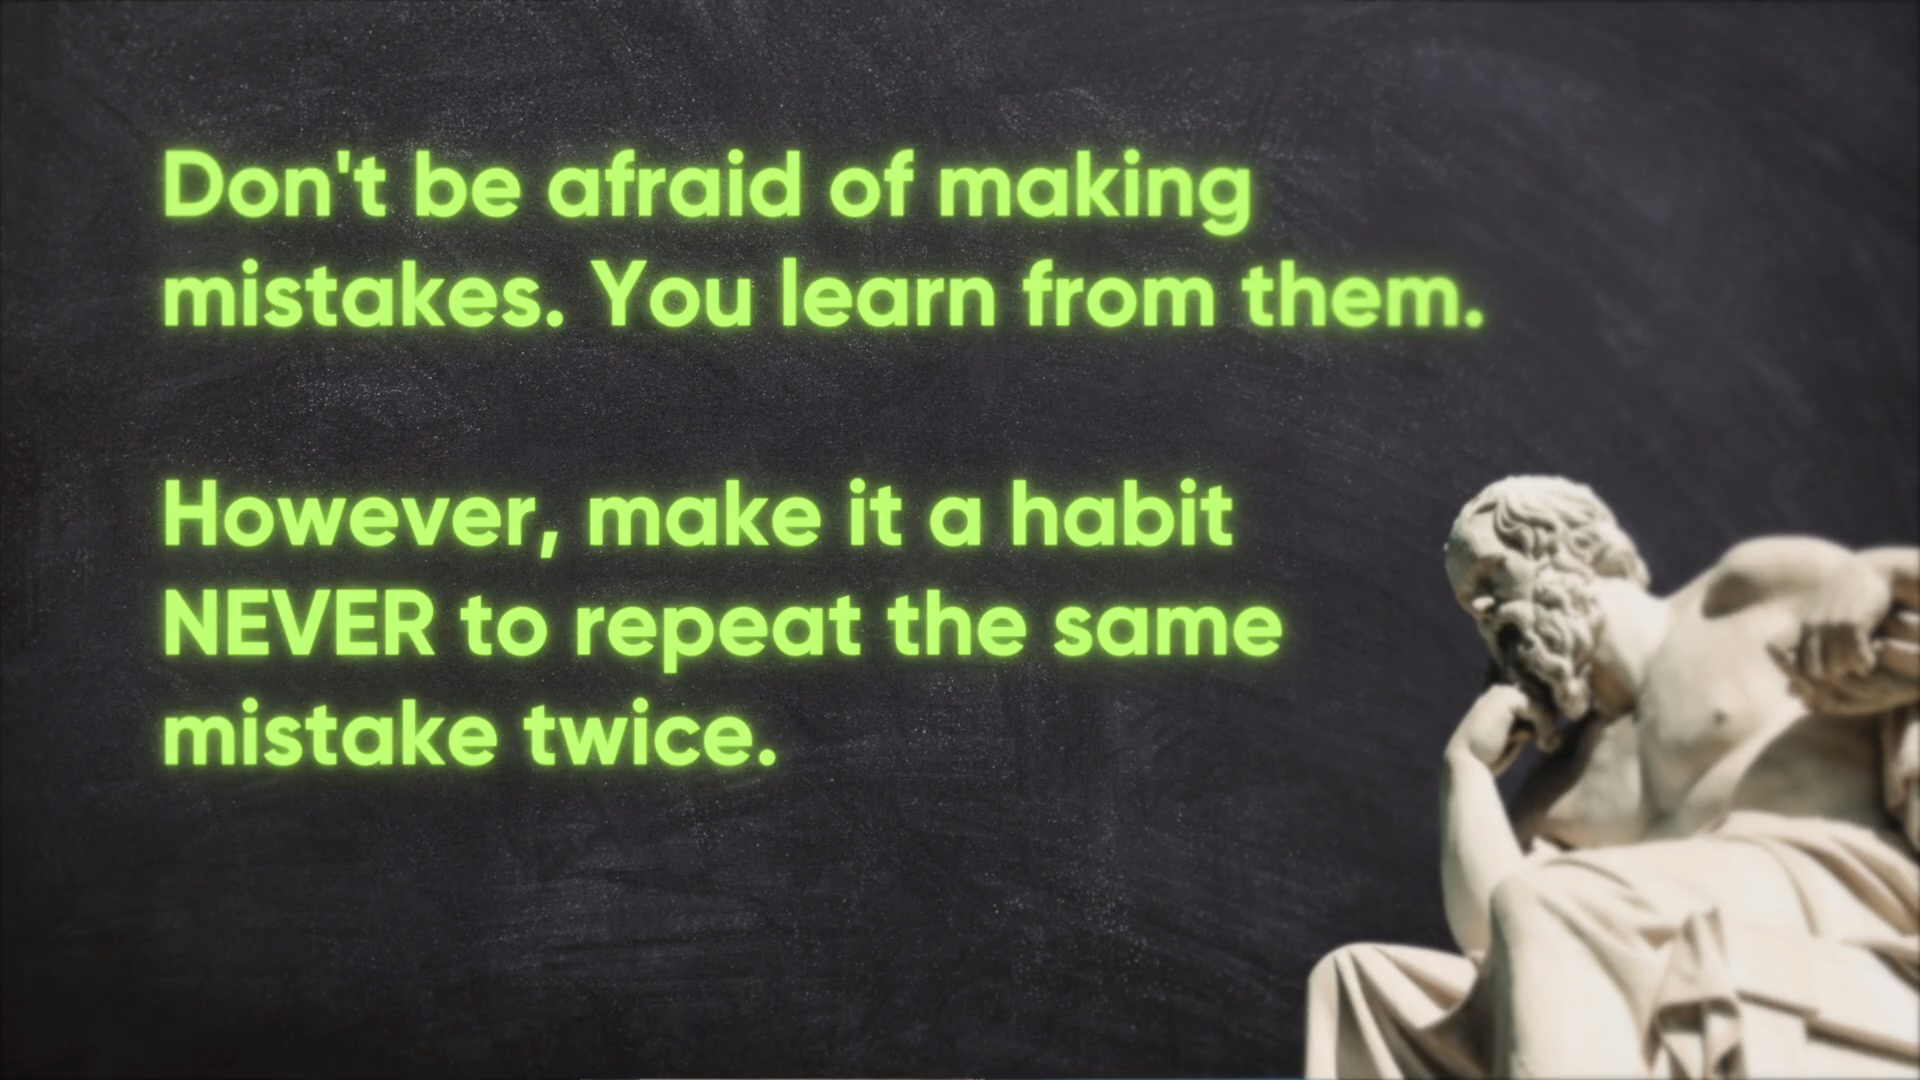 Don't be afraid of making
mistakes. You learn from them.
However, make it a habit
NEVER to repeat the same
mistake twice.